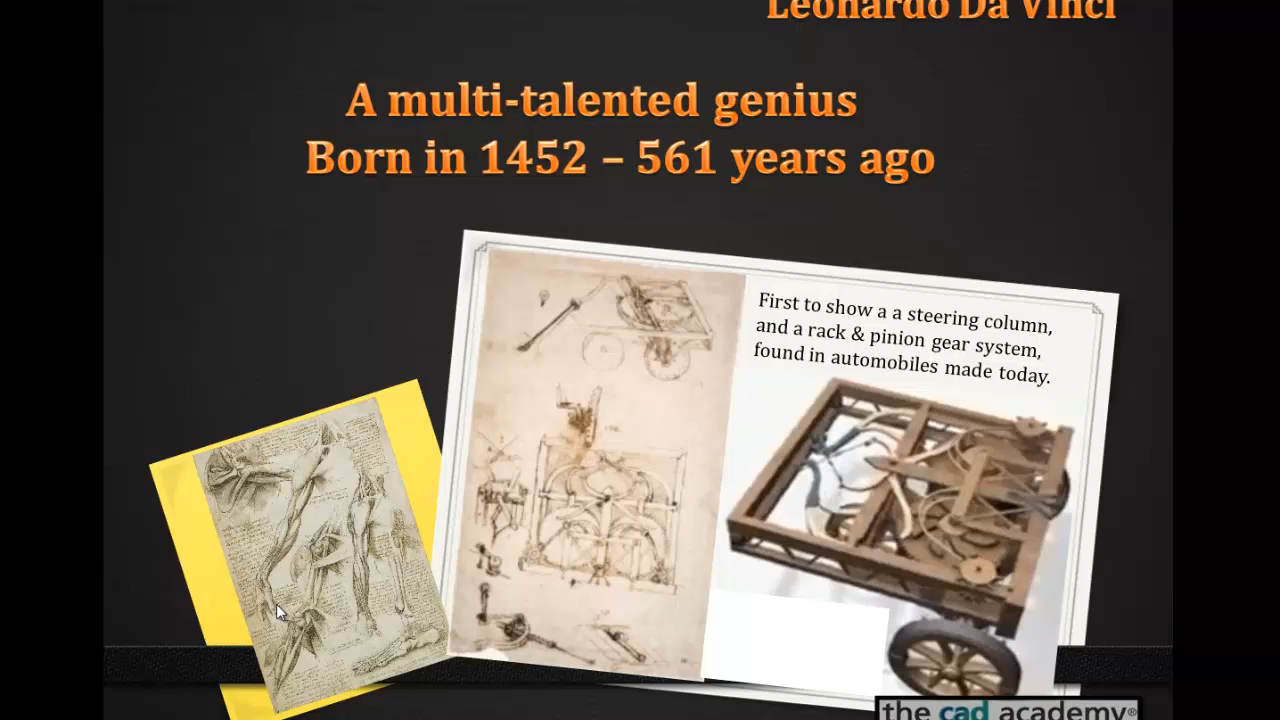 Leonardo Da Vinci
A multi-talented genius
Born in 1452 – 561 years ago
First to show a a steering column,
and a rack & pinion gear system,
found in automobiles made today.
the cad academy®